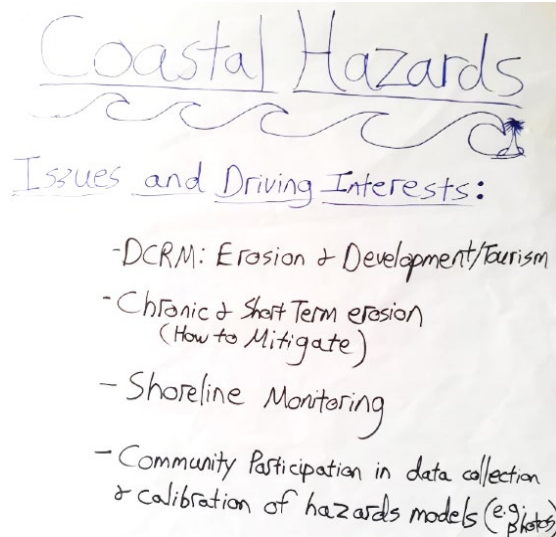 Coastal Hazards
Issues and Driving Interests:
-DCRM: Erosion & Development/Tourism
-Chronic & Short Term erosion
(How to Mitigate)
- Shoreline Monitoring
- Community Participation in data collection
& calibration of hazards models (e.g.
photos)